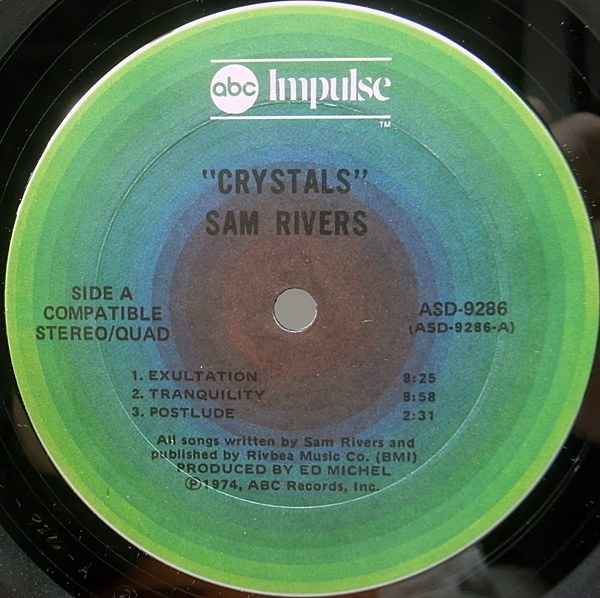 abc Impulse
TM
"CRYSTALS"
SAM RIVERS
SIDE A
COMPATIBLE
STEREO/QUAD
ASD-9286
(ASD-9286-A)
1. EXULTATION 8:25
2. TRANQUILITY 8:58
3. POSTLUDE 2:31
All songs written by Sam Rivers and
published by Rivbea Music Co. (BMI)
PRODUCED BY ED MICHEL
Ⓟ1974, ABC Records, Inc.